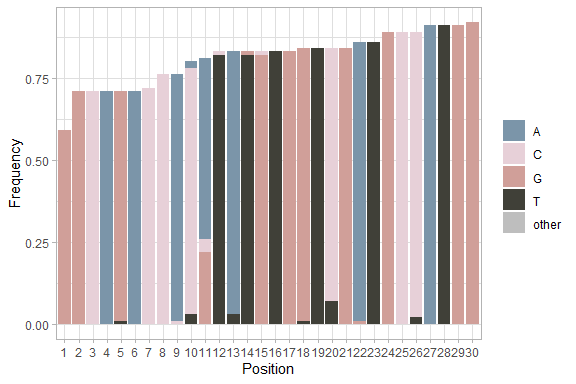 Frequency
0.75
0.50
0.25
0.00
1 2 3 4 5 6 7 8 9 10 11 12 13 14 15 16 17 18 19 20 21 22 23 24 25 26 27 28 29 30
Position
A
C
G
T
other